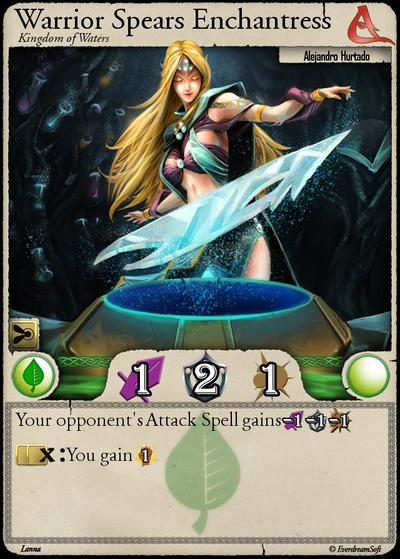 Warrior Spears Enchantress
Kingdom of Waters
Alejandro Hurtado
1 2 1
Your opponent's Attack Spell gains -1 -1 -1
x :You gain 1
Lanna
© EverdreamSoft